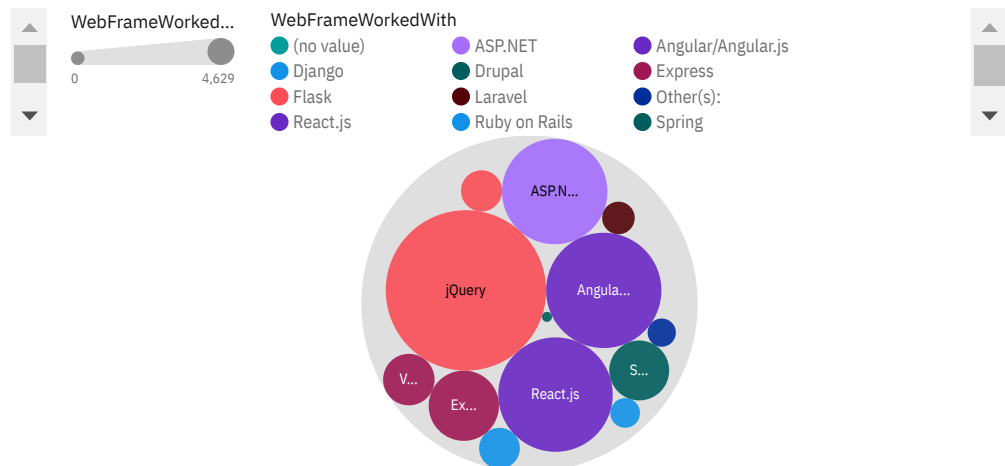 WebFrameWorked...
0 4,629
WebFrameWorkedWith
(no value) ASP.NET Angular/Angular.js
Django Drupal Express
Flask Laravel Other(s):
React.js Ruby on Rails Spring
ASP.N...
jQuery
Angula...
S...
V...
React.js
Ex...